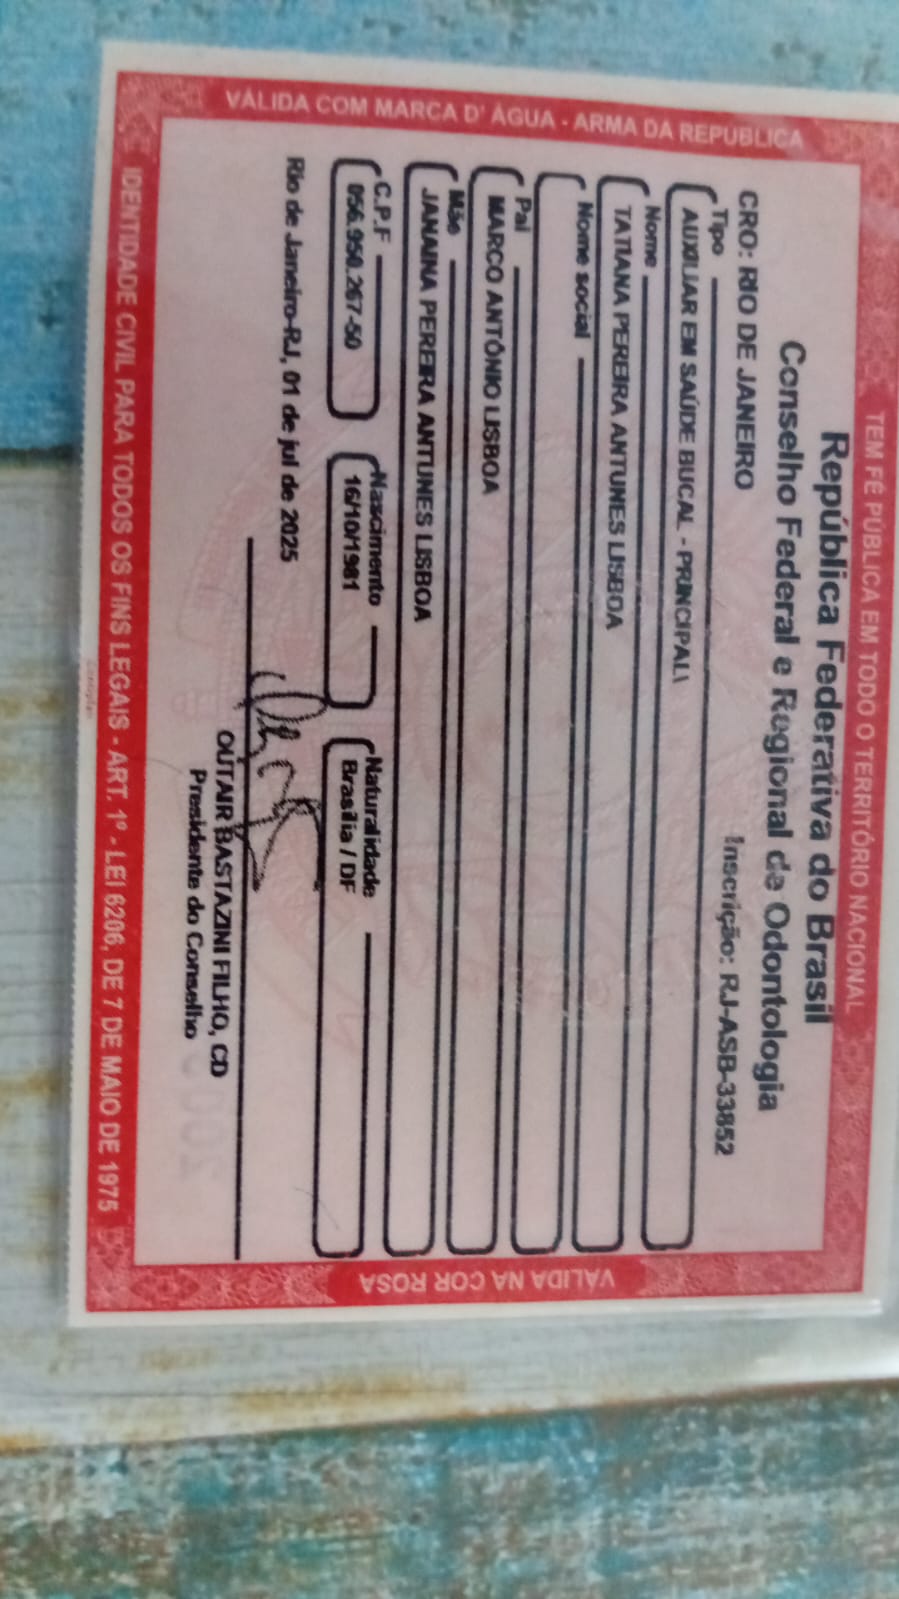 VÁLIDA COM MARCA D' ÁGUA - ARMA DA REPUBLICA
TEM FÉ PÚBLICA EM TODO O TERRITÓRIO NACIONAL
República Federativa do Brasil
Conselho Federal e Regional de Odontologia
CRO: RIO DE JANEIRO Inscrição: RJ-ASB-33852
Tipo
AUXILIAR EM SAÚDE BUCAL - PRINCIPAL\
Nome
TATIANA PEREIRA ANTUNES LISBOA
Nome social
Pai
MARCO ANTÔNIO LISBOA
Mãe
JANAINA PEREIRA ANTUNES LISBOA
C.P.F Nascimento Naturalidade
056.950.267-50 16/10/1981 Brasília / DF
Rio de Janeiro-RJ, 01 de jul de 2025
OUTAIR BASTAZINI FILHO, CD
Presidente do Conselho
VÁLIDA NA COR ROSA
IDENTIDADE CIVIL PARA TODOS OS FINS LEGAIS - ART. 1º - LEI 6206, DE 7 DE MAIO DE 1975